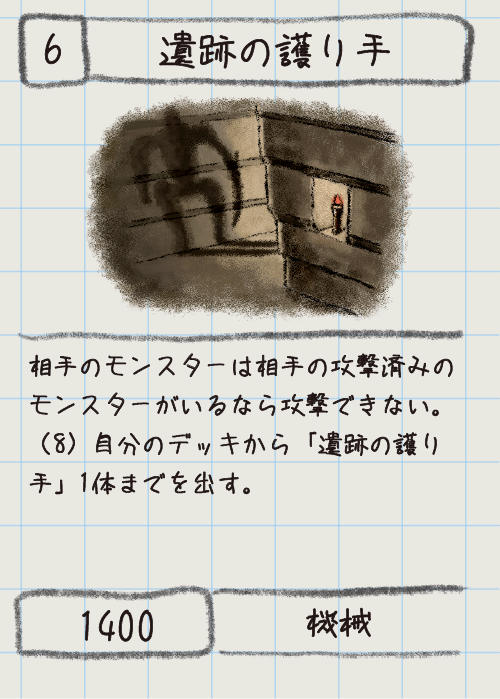 6
遺跡の護り手
相手のモンスターは相手の攻撃済みの
モンスターがいるなら攻撃できない。
（8）自分のデッキから「遺跡の護り
手」1体までを出す。
1400
機械